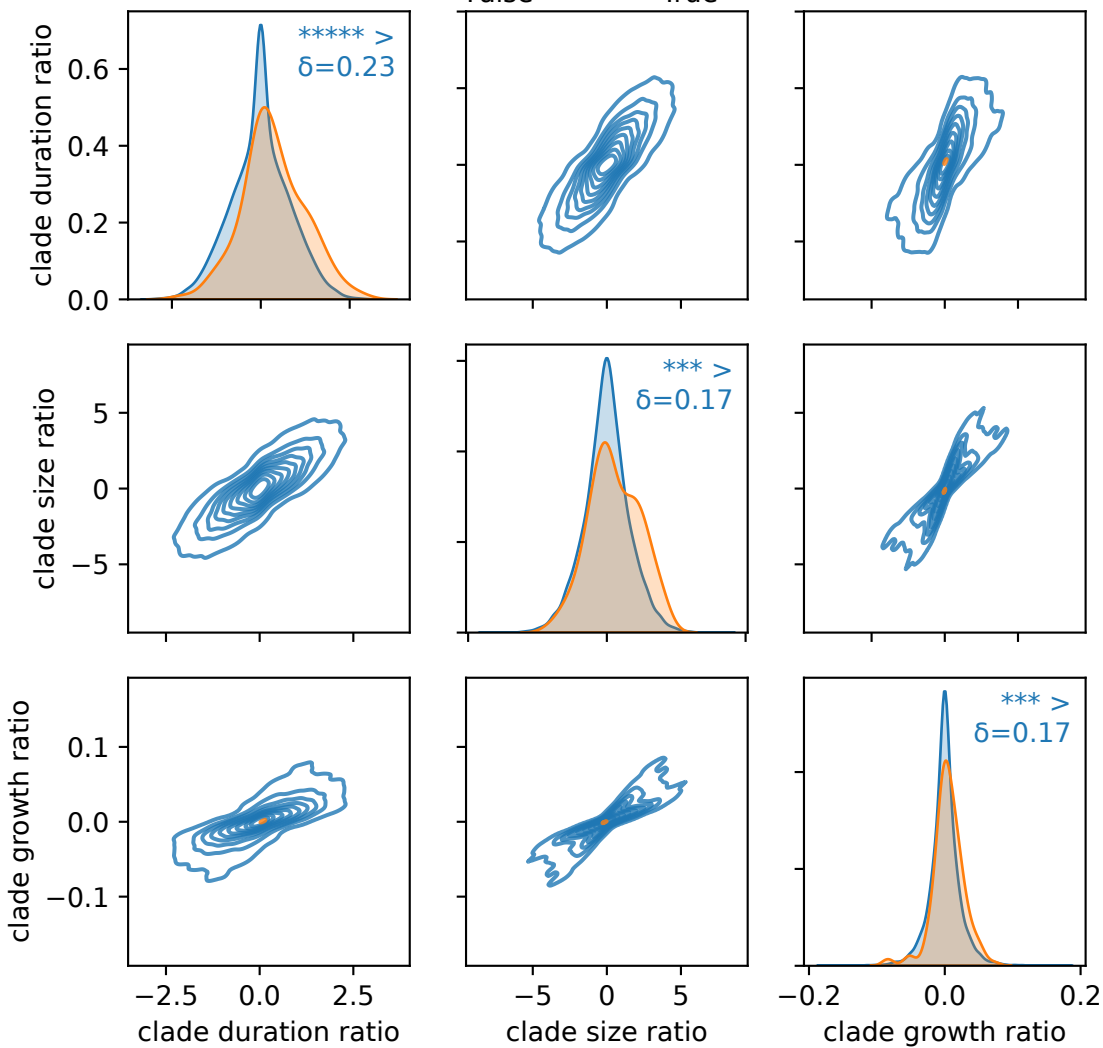 False True
clade duration ratio
0.6
0.4
0.2
0.0
***** >
δ=0.23
clade size ratio
5
0
−5
*** >
δ=0.17
clade growth ratio
0.1
0.0
−0.1
*** >
δ=0.17
−2.5 0.0 2.5
−5 0 5
−0.2 0.0 0.2
clade duration ratio
clade size ratio
clade growth ratio